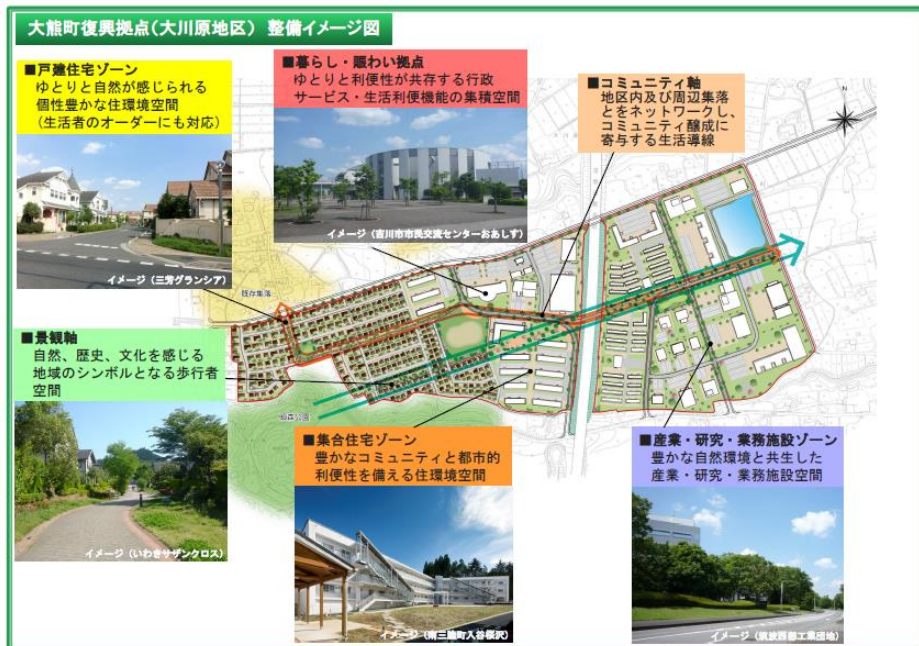 大熊町復興拠点(大川原地区) 整備イメージ図
■戸建住宅ゾーン
ゆとりと自然が感じられる
個性豊かな住環境空間
(生活者のオーダーにも対応)
イメージ(三芳グランシア)
■暮らし・賑わい拠点
ゆとりと利便性が共存する行政
サービス・生活利便機能の集積空間
イメージ(吉川市市民交流センターおあしす)
■コミュニティ軸
地区内及び周辺集落
とをネットワークし、
コミュニティ醸成に
寄与する生活導線
N
既存集落
■景観軸
自然、歴史、文化を感じる
地域のシンボルとなる歩行者
空間
イメージ(いわきサザンクロス)
■集合住宅ゾーン
豊かなコミュニティと都市的
利便性を備える住環境空間
イメージ(南三陸町入谷桜沢)
■産業・研究・業務施設ゾーン
豊かな自然環境と共生した
産業・研究・業務施設空間
イメージ(筑波西部工業団地)